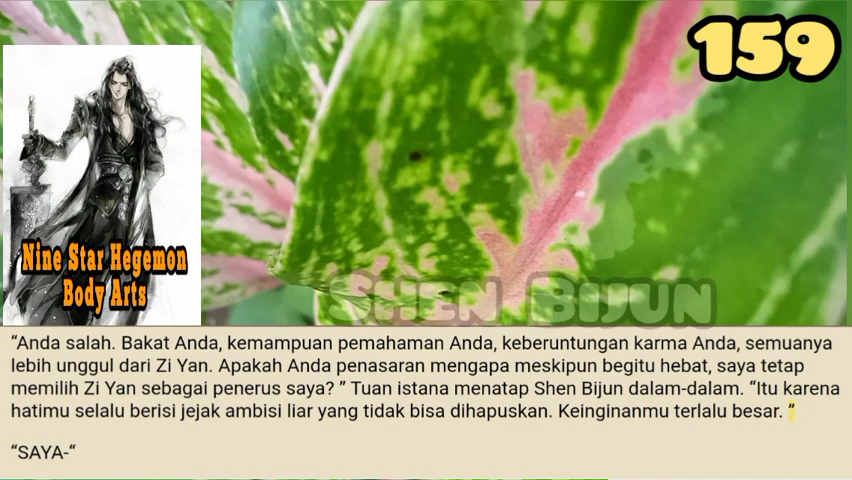 159
Nine Star Hegemon
Body Arts
SHEN BIJUN
“Anda salah. Bakat Anda, kemampuan pemahaman Anda, keberuntungan karma Anda, semuanya
lebih unggul dari Zi Yan. Apakah Anda penasaran mengapa meskipun begitu hebat, saya tetap
memilih Zi Yan sebagai penerus saya? ” Tuan istana menatap Shen Bijun dalam-dalam. “Itu karena
hatimu selalu berisi jejak ambisi liar yang tidak bisa dihapuskan. Keinginanmu terlalu besar. ”
“SAYA-“